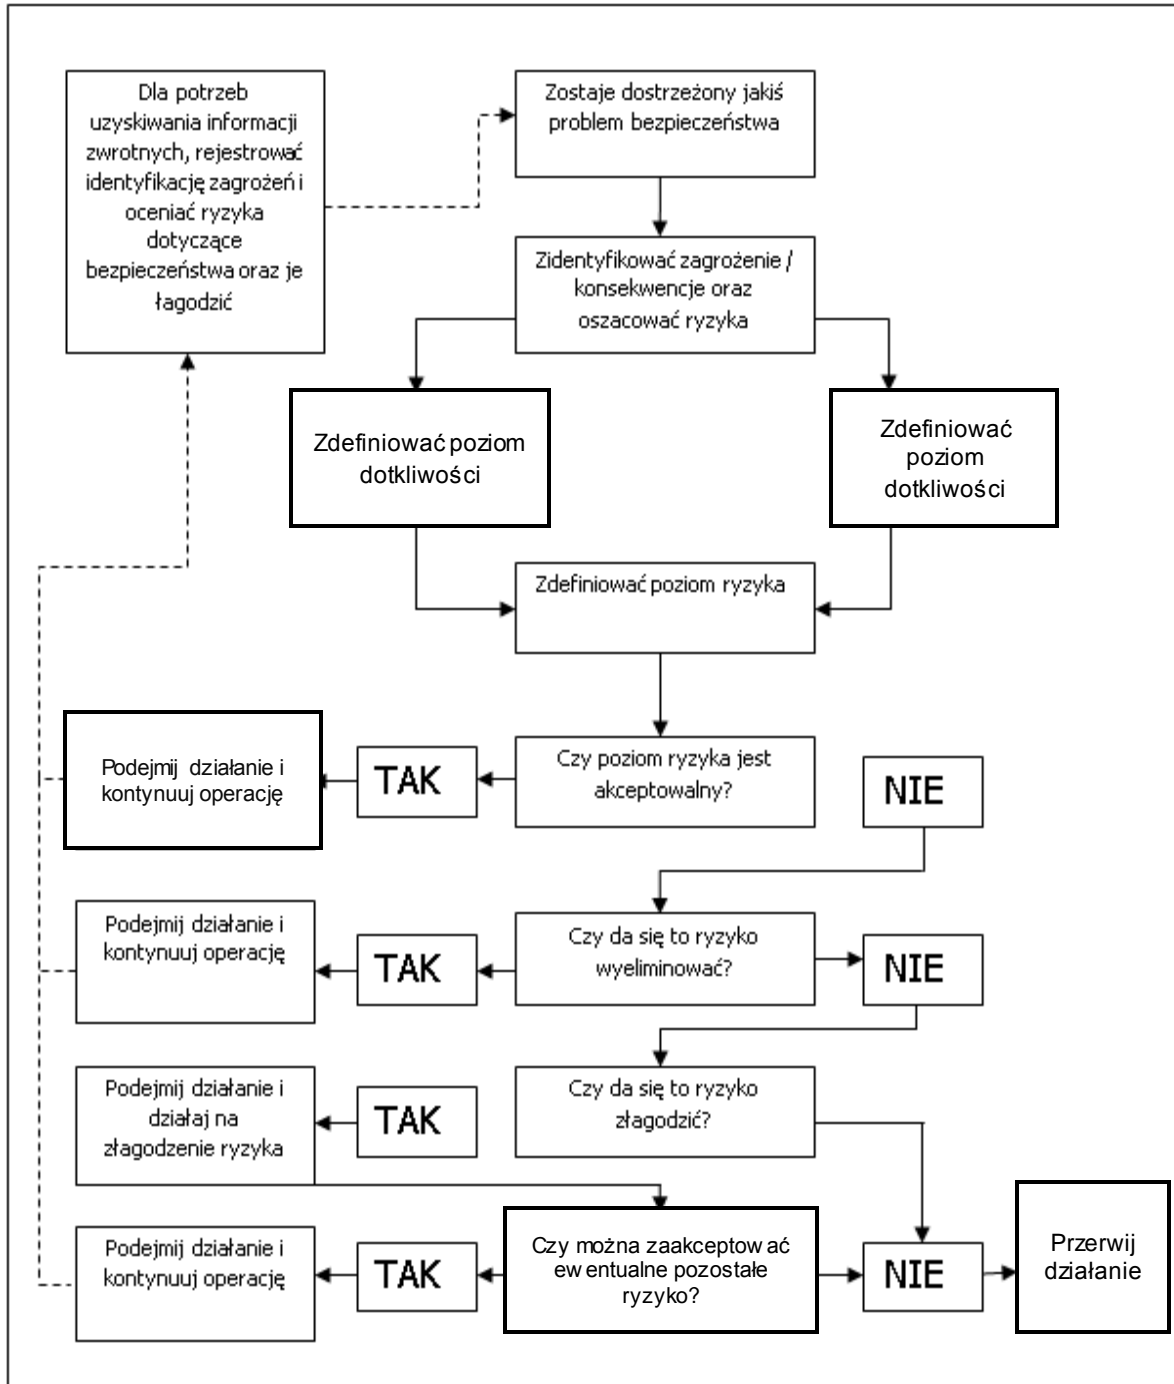 Dla potrzeb
uzyskiwania informacji
zwrotnych, rejestrować
identyfikację zagrożeń i
oceniać ryzyka
dotyczące
bezpieczeństwa oraz je
łagodzić
Zostaje dostrzeżony jakiś
problem bezpieczeństwa
Zidentyfikować zagrożenie /
konsekwencje oraz
oszacować ryzyka
Zdefiniować poziom
dotkliwości
Zdefiniować
poziom
dotkliwości
Zdefiniować poziom ryzyka
Podejmij działanie i
kontynuuj operację
TAK
Czy poziom ryzyka jest
akceptowalny?
NIE
Podejmij działanie i
kontynuuj operację
TAK
Czy da się to ryzyko
wyeliminować?
NIE
Podejmij działanie i
działaj na
złagodzenie ryzyka
TAK
Czy da się to ryzyko
złagodzić?
Podejmij działanie i
kontynuuj operację
TAK
Czy można zaakceptować
ewentualne pozostałe
ryzyko?
NIE
Przerwij
działanie